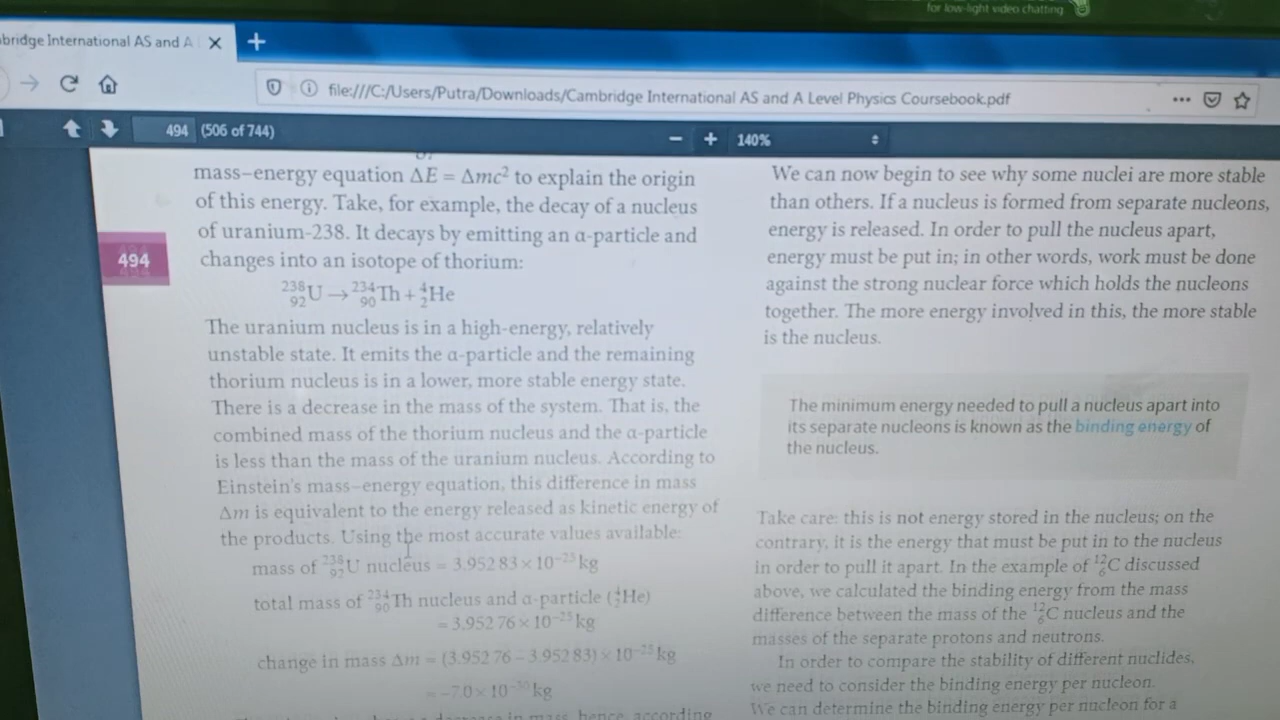 for low-light video chatting
bridge International AS and A
file:///C:/Users/Putra/Downloads/Cambridge International AS and A Level Physics Coursebook.pdf
494 (506 of 744)
140%
mass–energy equation ΔE = Δmc² to explain the origin
of this energy. Take, for example, the decay of a nucleus
of uranium-238. It decays by emitting an α-particle and
changes into an isotope of thorium:
²³⁸₉₂U → ²³⁴₉₀Th + ⁴₂He
The uranium nucleus is in a high-energy, relatively
unstable state. It emits the α-particle and the remaining
thorium nucleus is in a lower, more stable energy state.
There is a decrease in the mass of the system. That is, the
combined mass of the thorium nucleus and the α-particle
is less than the mass of the uranium nucleus. According to
Einstein's mass–energy equation, this difference in mass
Δm is equivalent to the energy released as kinetic energy of
the products. Using the most accurate values available:
mass of ²³⁸₉₂U nucleus = 3.952 83 × 10⁻²⁵ kg
total mass of ²³⁴₉₀Th nucleus and α-particle (⁴₂He)
= 3.952 76 × 10⁻²⁵ kg
change in mass Δm = (3.952 76 – 3.952 83) × 10⁻²⁵ kg
= –7.0 × 10⁻³⁰ kg
a decrease in mass, hence, according
494
We can now begin to see why some nuclei are more stable
than others. If a nucleus is formed from separate nucleons,
energy is released. In order to pull the nucleus apart,
energy must be put in; in other words, work must be done
against the strong nuclear force which holds the nucleons
together. The more energy involved in this, the more stable
is the nucleus.
The minimum energy needed to pull a nucleus apart into
its separate nucleons is known as the binding energy of
the nucleus.
Take care: this is not energy stored in the nucleus; on the
contrary, it is the energy that must be put in to the nucleus
in order to pull it apart. In the example of ¹²₆C discussed
above, we calculated the binding energy from the mass
difference between the mass of the ¹²₆C nucleus and the
masses of the separate protons and neutrons.
In order to compare the stability of different nuclides,
we need to consider the binding energy per nucleon.
We can determine the binding energy per nucleon for a